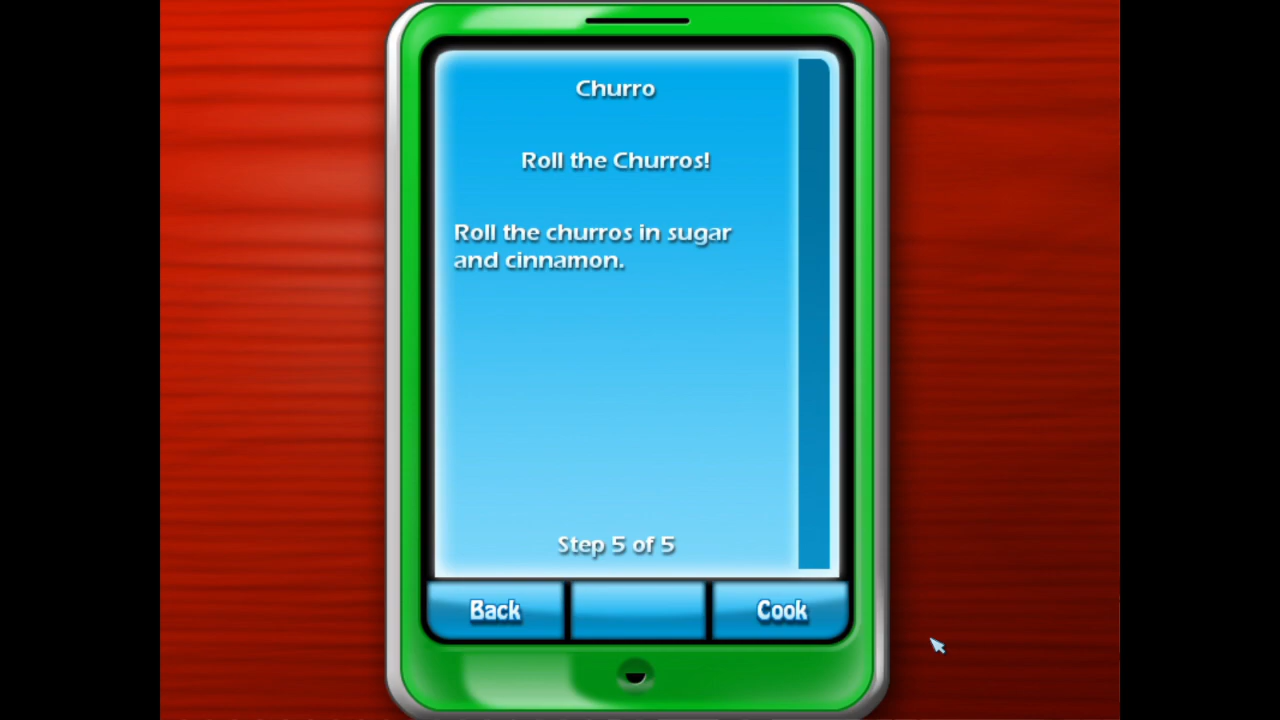 Churro
Roll the Churros!
Roll the churros in sugar
and cinnamon.
Step 5 of 5
Back
Cook